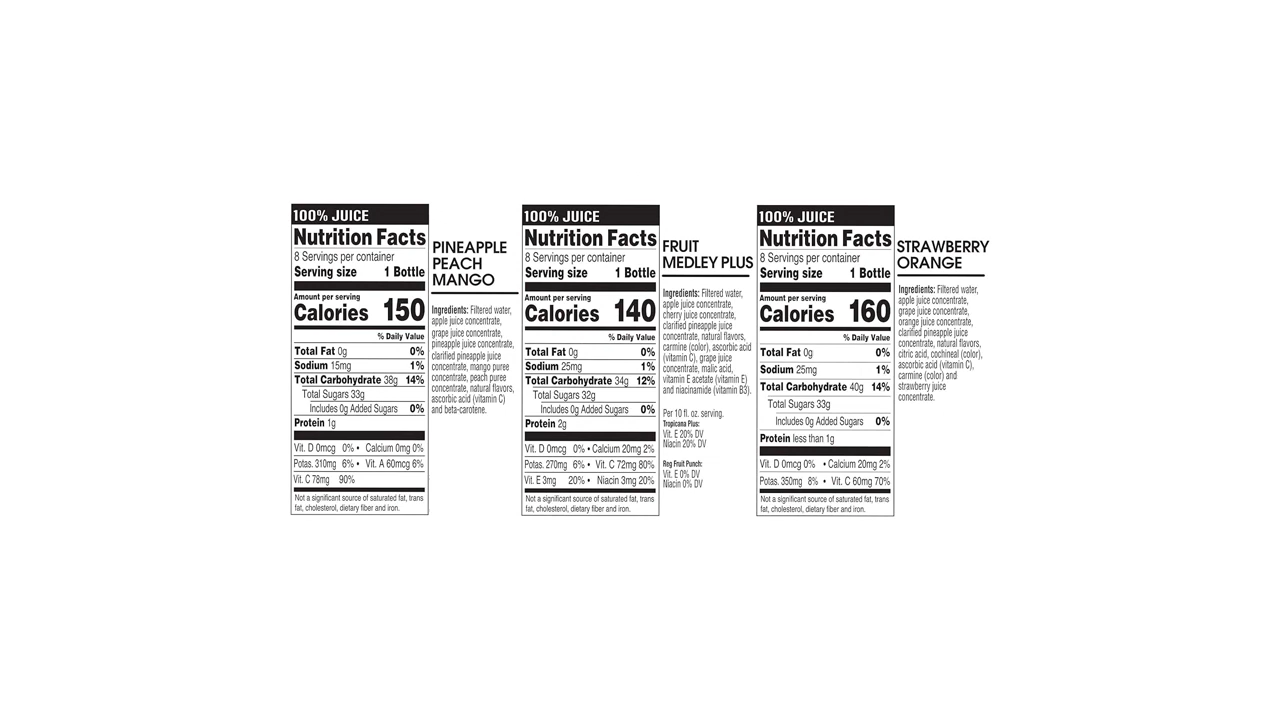 100% JUICE
Nutrition Facts
8 Servings per container
Serving size 1 Bottle
Amount per serving
Calories 150
% Daily Value
Total Fat 0g 0%
Sodium 15mg 1%
Total Carbohydrate 38g 14%
Total Sugars 33g
Includes 0g Added Sugars 0%
Protein 1g
Vit. D 0mcg 0% • Calcium 0mg 0%
Potas. 310mg 6% • Vit. A 60mcg 6%
Vit. C 78mg 90%
Not a significant source of saturated fat, trans
fat, cholesterol, dietary fiber and iron.
PINEAPPLE
PEACH
MANGO
Ingredients: Filtered water,
apple juice concentrate,
grape juice concentrate,
pineapple juice concentrate,
clarified pineapple juice
concentrate, mango puree
concentrate, peach puree
concentrate, natural flavors,
ascorbic acid (vitamin C)
and beta-carotene.
100% JUICE
Nutrition Facts
8 Servings per container
Serving size 1 Bottle
Amount per serving
Calories 140
% Daily Value
Total Fat 0g 0%
Sodium 25mg 1%
Total Carbohydrate 34g 12%
Total Sugars 32g
Includes 0g Added Sugars 0%
Protein 2g
Vit. D 0mcg 0% • Calcium 20mg 2%
Potas. 270mg 6% • Vit. C 72mg 80%
Vit. E 3mg 20% • Niacin 3mg 20%
Not a significant source of saturated fat, trans
fat, cholesterol, dietary fiber and iron.
FRUIT
MEDLEY PLUS
Ingredients: Filtered water,
apple juice concentrate,
cherry juice concentrate,
clarified pineapple juice
concentrate, natural flavors,
carmine (color), ascorbic acid
(vitamin C), grape juice
concentrate, malic acid,
vitamin E acetate (vitamin E)
and niacinamide (vitamin B3).
Per 10 fl. oz. serving.
Tropicana Plus:
Vit. E 20% DV
Niacin 20% DV
Reg Fruit Punch:
Vit. E 0% DV
Niacin 0% DV
100% JUICE
Nutrition Facts
8 Servings per container
Serving size 1 Bottle
Amount per serving
Calories 160
% Daily Value
Total Fat 0g 0%
Sodium 25mg 1%
Total Carbohydrate 40g 14%
Total Sugars 33g
Includes 0g Added Sugars 0%
Protein less than 1g
Vit. D 0mcg 0% • Calcium 20mg 2%
Potas. 350mg 8% • Vit. C 60mg 70%
Not a significant source of saturated fat, trans
fat, cholesterol, dietary fiber and iron.
STRAWBERRY
ORANGE
Ingredients: Filtered water,
apple juice concentrate,
grape juice concentrate,
orange juice concentrate,
clarified pineapple juice
concentrate, natural flavors,
citric acid, cochineal (color),
ascorbic acid (vitamin C),
carmine (color) and
strawberry juice
concentrate.